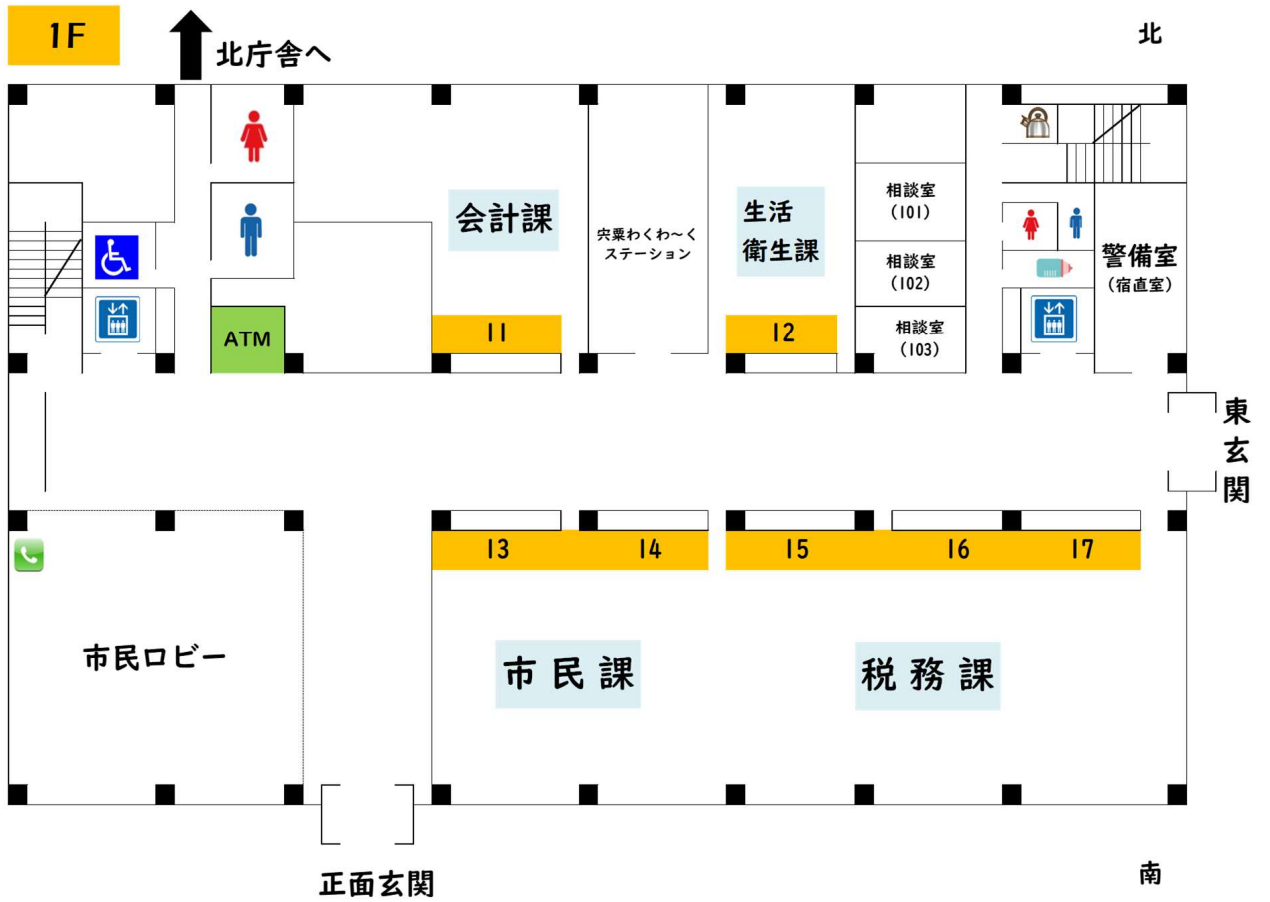 1F
北庁舎へ
北
会計課
宍粟わくわ～く
ステーション
生活
衛生課
相談室
(101)
相談室
(102)
相談室
(103)
警備室
(宿直室)
ATM
11
12
東玄関
13
14
15
16
17
市民ロビー
市民課
税務課
正面玄関
南